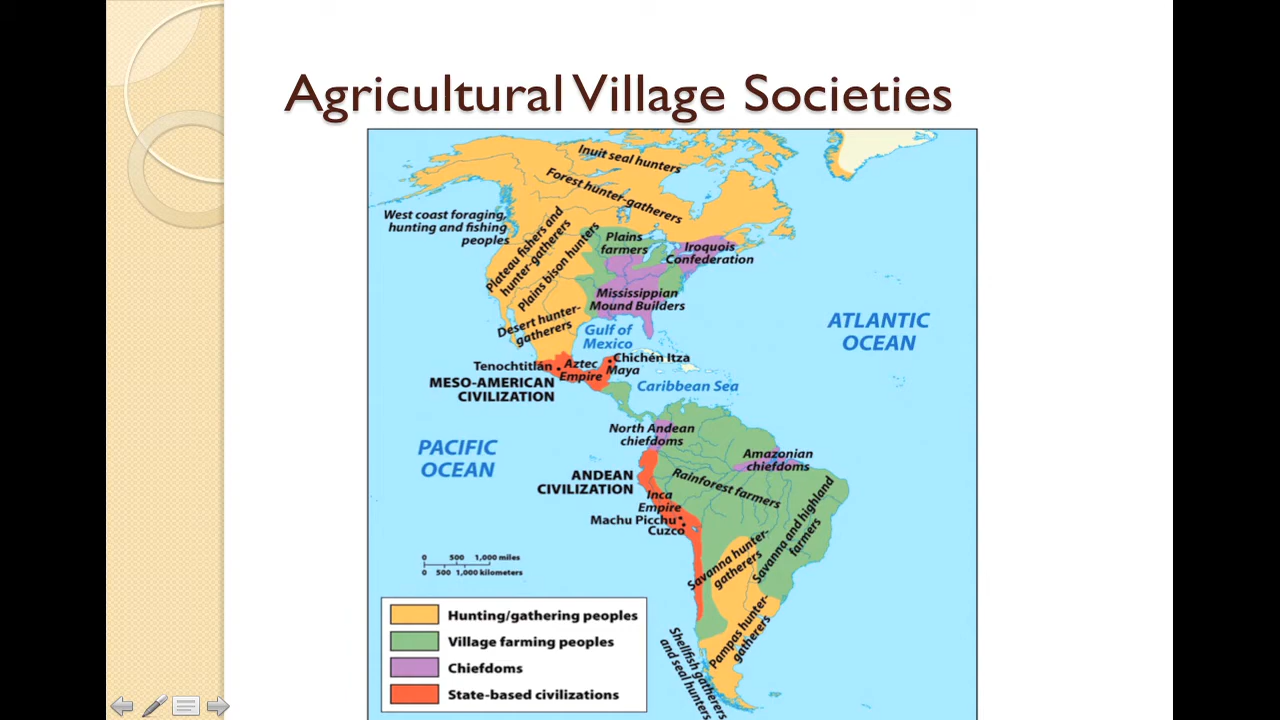 Agricultural Village Societies
Inuit seal hunters
Forest hunter-gatherers
West coast foraging,
hunting and fishing
peoples
Plateau fishers and
hunter-gatherers
Plains bison hunters
Plains
farmers
Iroquois
Confederation
Mississippian
Mound Builders
Desert hunter-
gatherers
Gulf of
Mexico
ATLANTIC
OCEAN
Tenochtitlán
Aztec
Empire
Chichén Itza
Maya
MESO-AMERICAN
CIVILIZATION
Caribbean Sea
PACIFIC
OCEAN
North Andean
chiefdoms
Amazonian
chiefdoms
ANDEAN
CIVILIZATION
Rainforest farmers
Inca
Empire
Machu Picchu
Cuzco
Savanna and highland
farmers
Savanna hunter-
gatherers
Pampas hunter-
gatherers
Shellfish gatherers
and seal hunters
0 500 1,000 miles
0 500 1,000 kilometers
Hunting/gathering peoples
Village farming peoples
Chiefdoms
State-based civilizations